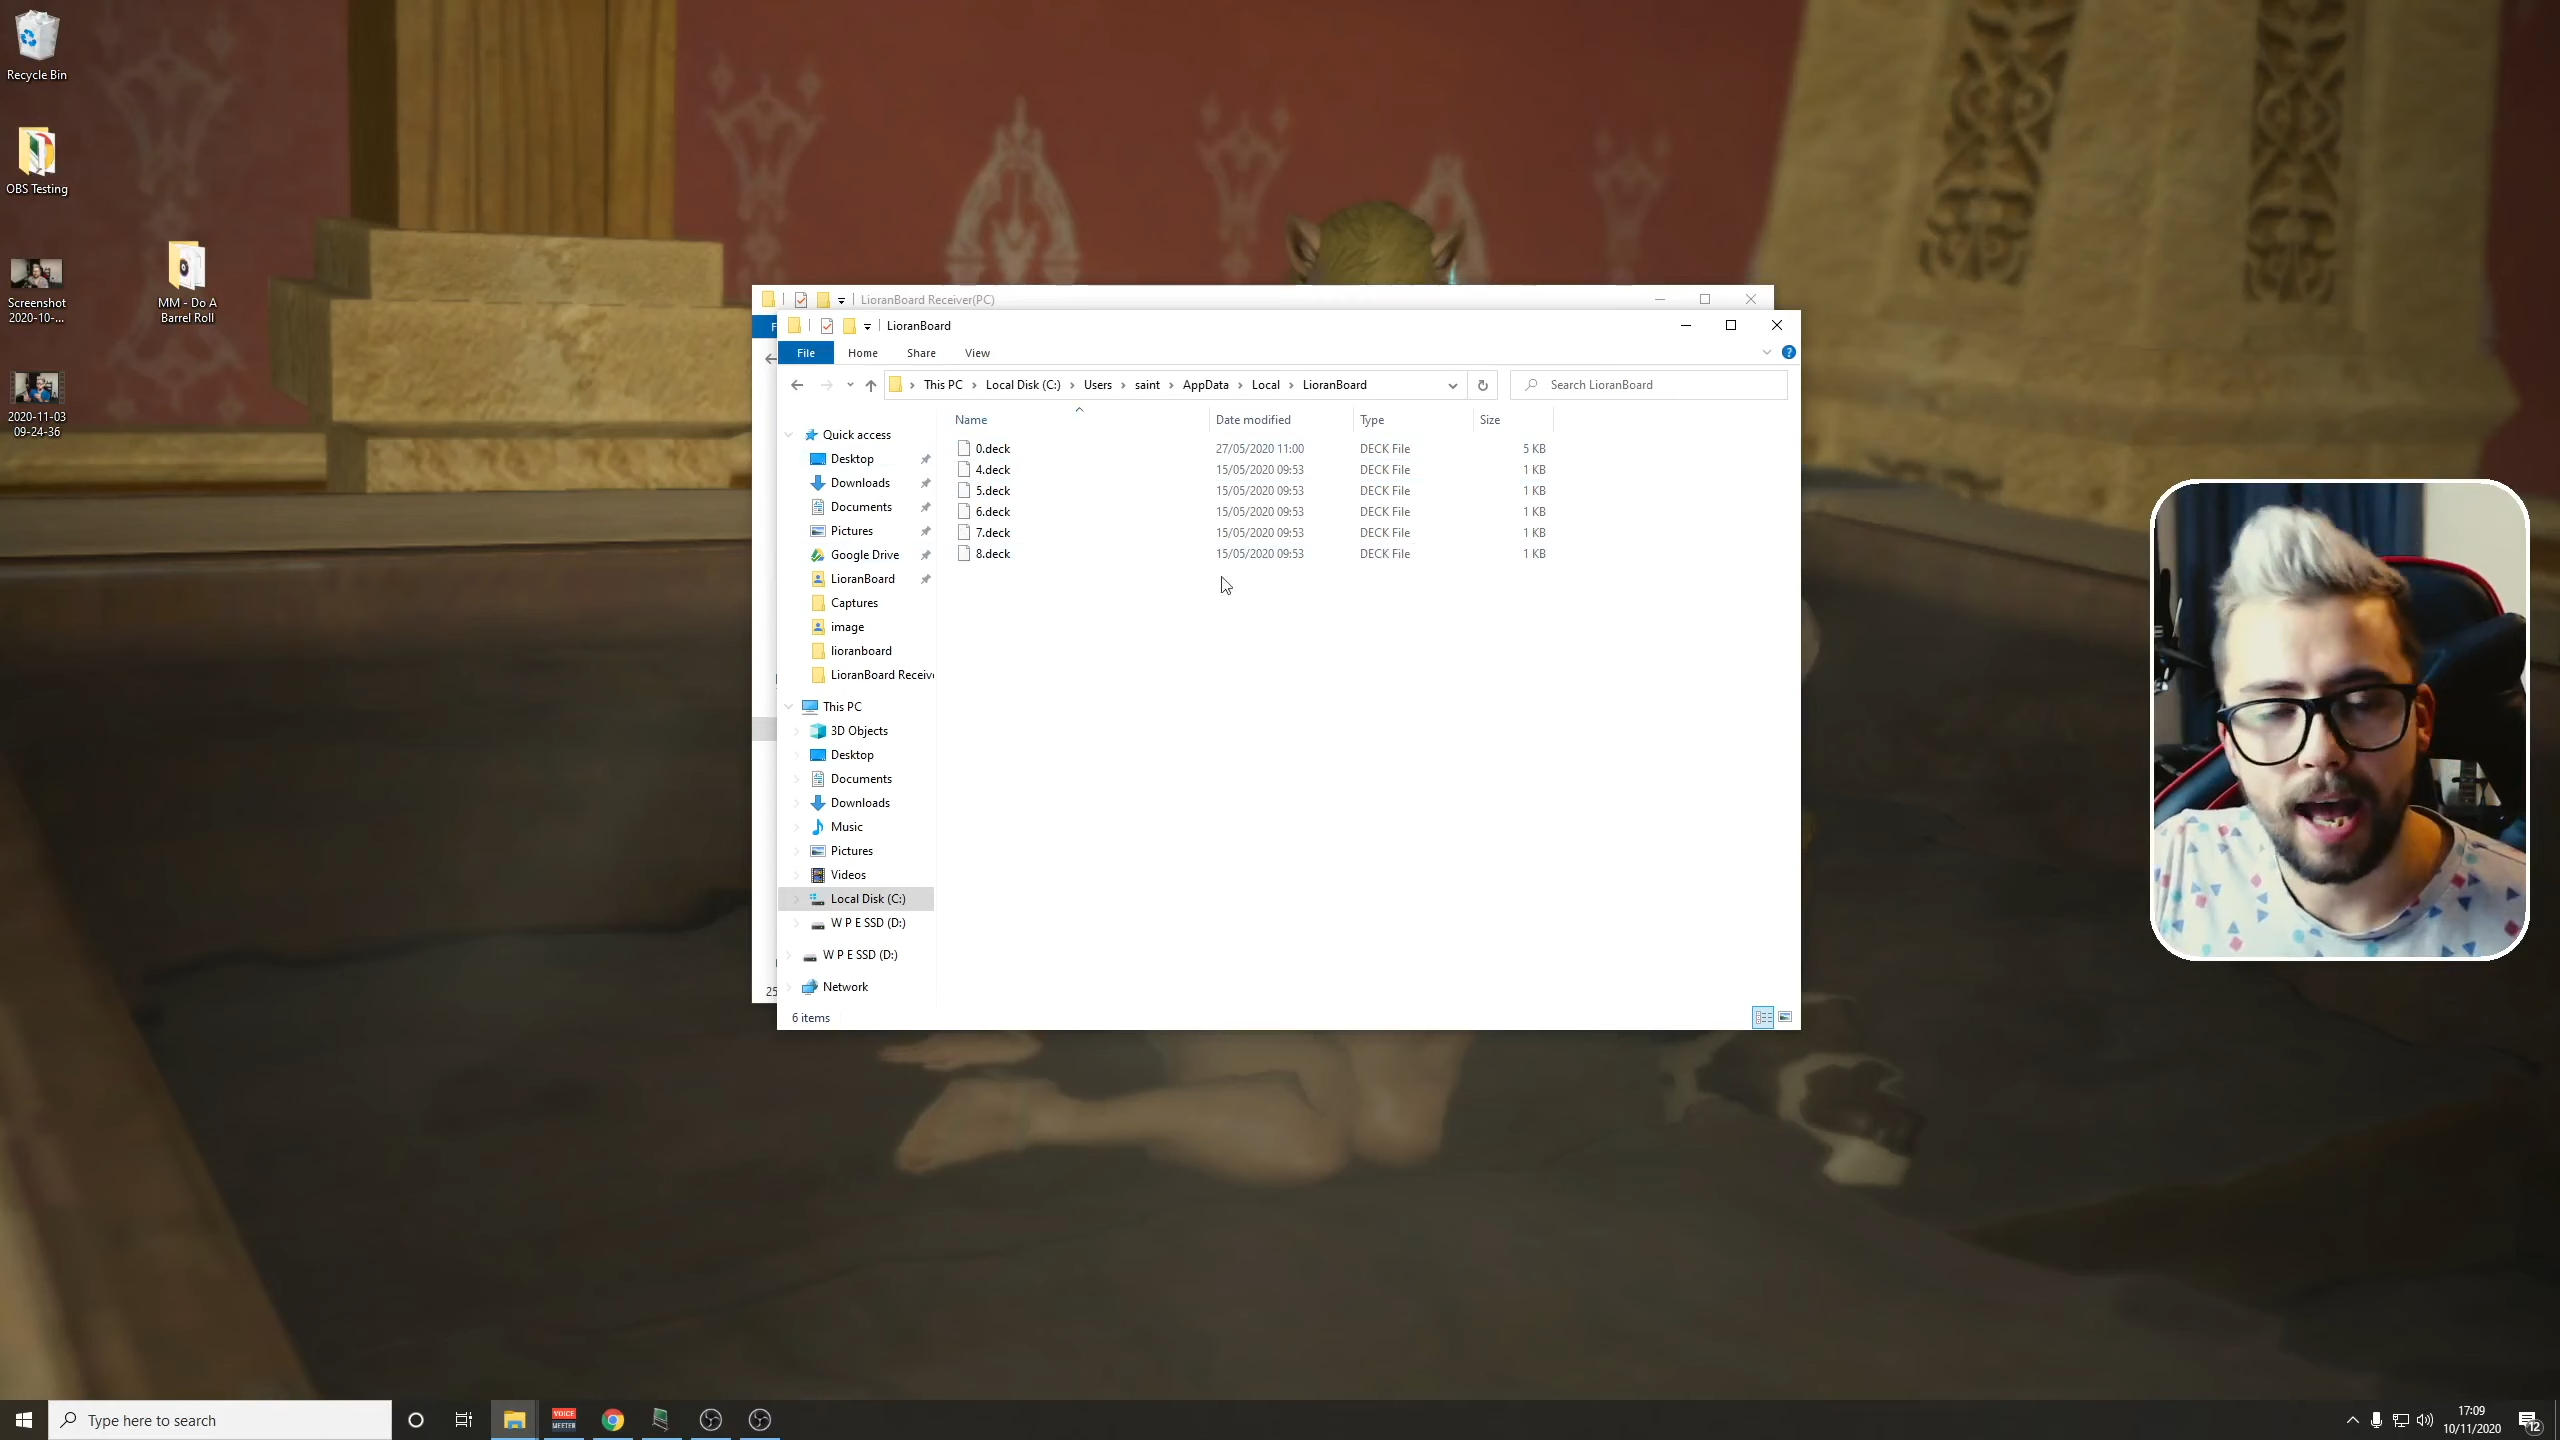 Recycle Bin
OBS Testing
Screenshot
2020-10-...
MM - Do A
Barrel Roll
2020-11-03
09-24-36
LioranBoard Receiver(PC)
LioranBoard
File
Home
Share
View
This PC
Local Disk (C:)
Users
saint
AppData
Local
LioranBoard
Search LioranBoard
Name
Date modified
Type
Size
0.deck 27/05/2020 11:00 DECK File 5 KB
4.deck 15/05/2020 09:53 DECK File 1 KB
5.deck 15/05/2020 09:53 DECK File 1 KB
6.deck 15/05/2020 09:53 DECK File 1 KB
7.deck 15/05/2020 09:53 DECK File 1 KB
8.deck 15/05/2020 09:53 DECK File 1 KB
Quick access
Desktop
Downloads
Documents
Pictures
Google Drive
LioranBoard
Captures
image
lioranboard
LioranBoard Receive
This PC
3D Objects
Desktop
Documents
Downloads
Music
Pictures
Videos
Local Disk (C:)
W P E SSD (D:)
W P E SSD (D:)
Network
25
6 items
Type here to search
VOICE
MEETER
17:09
10/11/2020
12